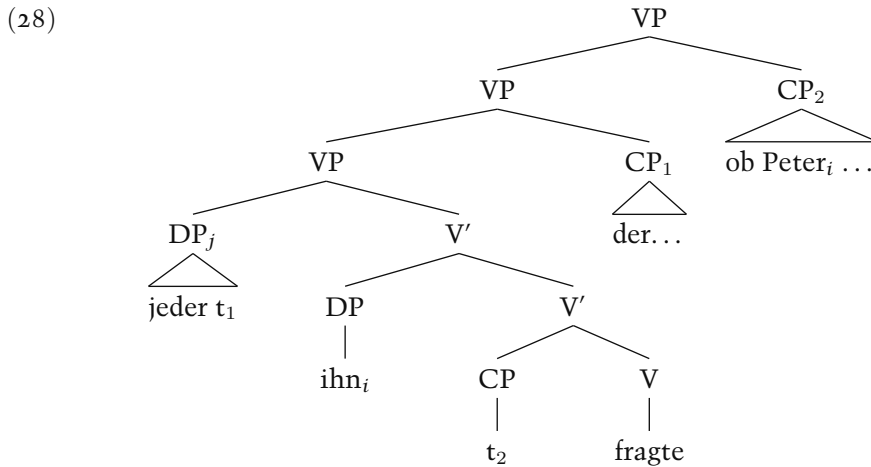 (28)
VP
VP CP₂
VP CP₁ ob Peterᵢ …
DPⱼ V′ der…
jeder t₁ DP V′
ihnᵢ CP V
t₂ fragte